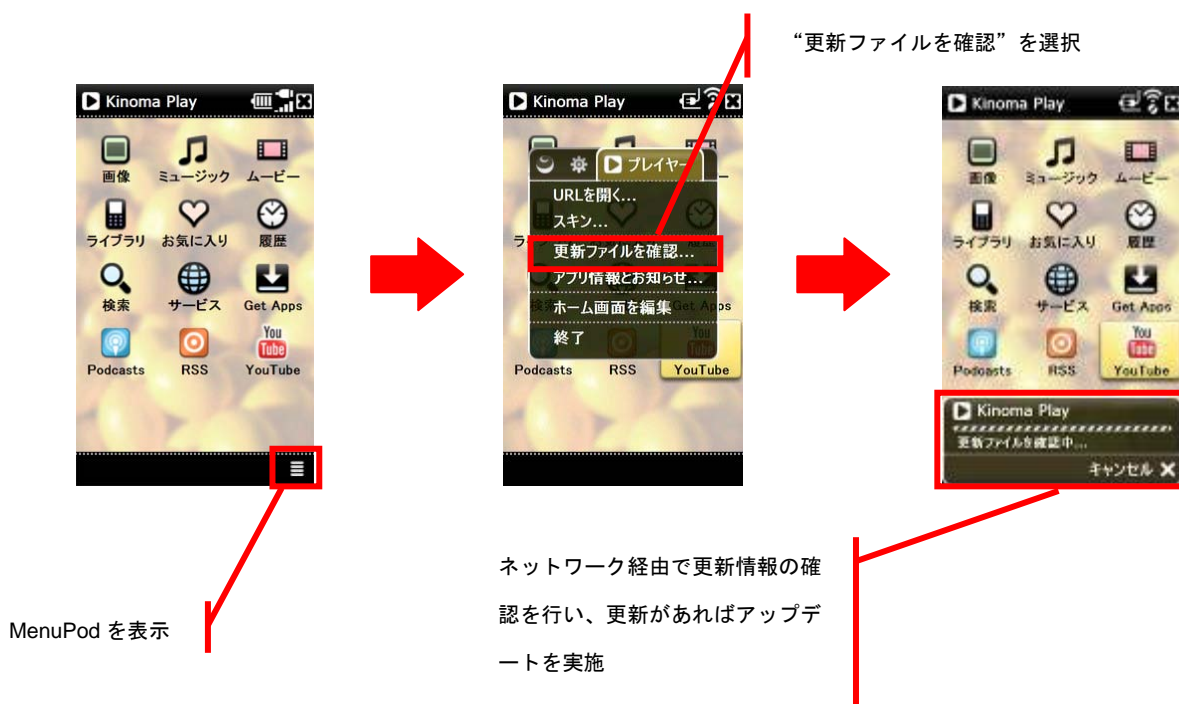 “更新ファイルを確認”を選択
Kinoma Play
画像 ミュージック ムービー
ライブラリ お気に入り 履歴
検索 サービス Get Apps
You
Tube
Podcasts RSS YouTube
MenuPod を表示
Kinoma Play
プレイヤー
URLを開く...
スキン...
更新ファイルを確認...
アプリ情報とお知らせ...
ホーム画面を編集
終了
Podcasts RSS YouTube
Kinoma Play
画像 ミュージック ムービー
ライブラリ お気に入り 履歴
検索 サービス Get Apps
You
Tube
Podcasts RSS YouTube
Kinoma Play
更新ファイルを確認中...
キャンセル
ネットワーク経由で更新情報の確
認を行い、更新があればアップデ
ートを実施